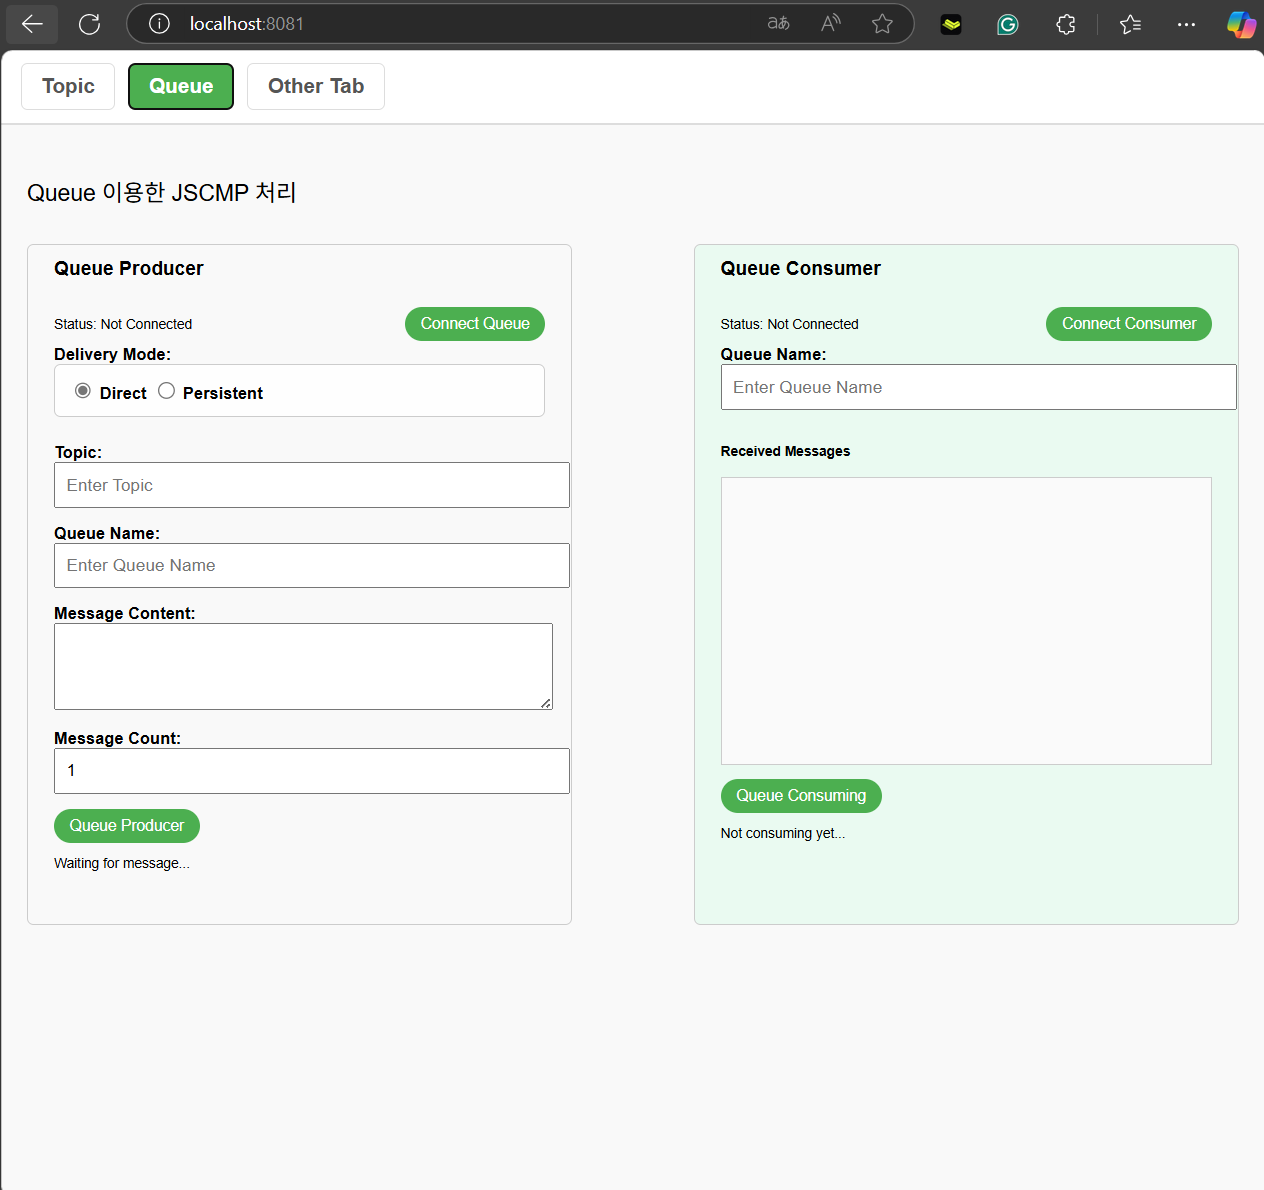 localhost:8081
Topic
Queue
Other Tab
Queue 이용한 JSCMP 처리
Queue Producer
Status: Not Connected
Connect Queue
Delivery Mode:
Direct
Persistent
Topic:
Enter Topic
Queue Name:
Enter Queue Name
Message Content:
Message Count:
1
Queue Producer
Waiting for message...
Queue Consumer
Status: Not Connected
Connect Consumer
Queue Name:
Enter Queue Name
Received Messages
Queue Consuming
Not consuming yet...